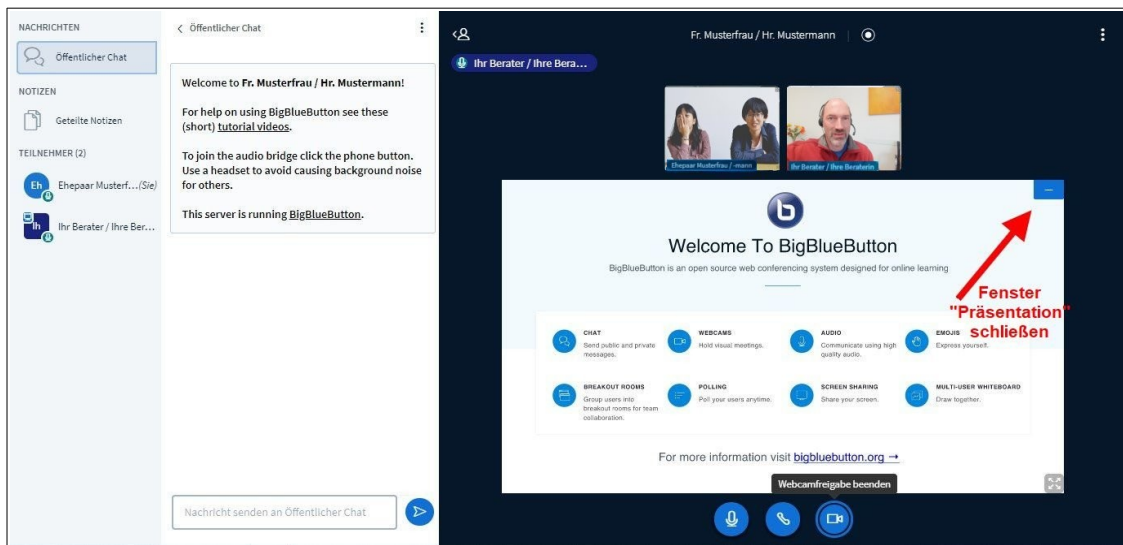 NACHRICHTEN
Öffentlicher Chat
NOTIZEN
Geteilte Notizen
TEILNEHMER (2)
Eh
Ehepaar Musterf...(Sie)
Ih
Ihr Berater / Ihre Ber...
Öffentlicher Chat
Welcome to Fr. Musterfrau / Hr. Mustermann!
For help on using BigBlueButton see these
(short) tutorial videos.
To join the audio bridge click the phone button.
Use a headset to avoid causing background noise
for others.
This server is running BigBlueButton.
Nachricht senden an Öffentlicher Chat
Fr. Musterfrau / Hr. Mustermann
Ihr Berater / Ihre Bera...
Ehepaar Musterfrau / -mann
Ihr Berater / Ihre Beraterin
b
Welcome To BigBlueButton
BigBlueButton is an open source web conferencing system designed for online learning
Fenster
"Präsentation"
schließen
CHAT
Send public and private
messages.
WEBCAMS
Hold visual meetings.
AUDIO
Communicate using high
quality audio.
EMOJIS
Express yourself.
BREAKOUT ROOMS
Group users into
breakout rooms for team
collaboration.
POLLING
Poll your users anytime.
SCREEN SHARING
Share your screen.
MULTI-USER WHITEBOARD
Draw together.
For more information visit bigbluebutton.org →
Webcamfreigabe beenden